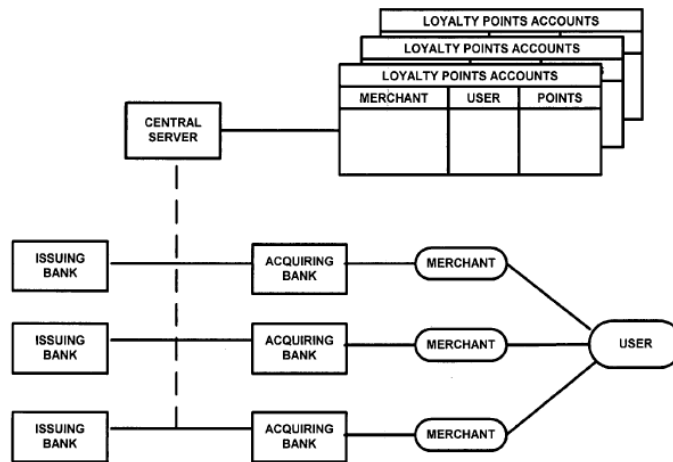 LOYALTY POINTS ACCOUNTS
LOYALTY POINTS ACCOUNTS
LOYALTY POINTS ACCOUNTS
MERCHANT USER POINTS
CENTRAL
SERVER
ISSUING
BANK
ACQUIRING
BANK
MERCHANT
ISSUING
BANK
ACQUIRING
BANK
MERCHANT
USER
ISSUING
BANK
ACQUIRING
BANK
MERCHANT